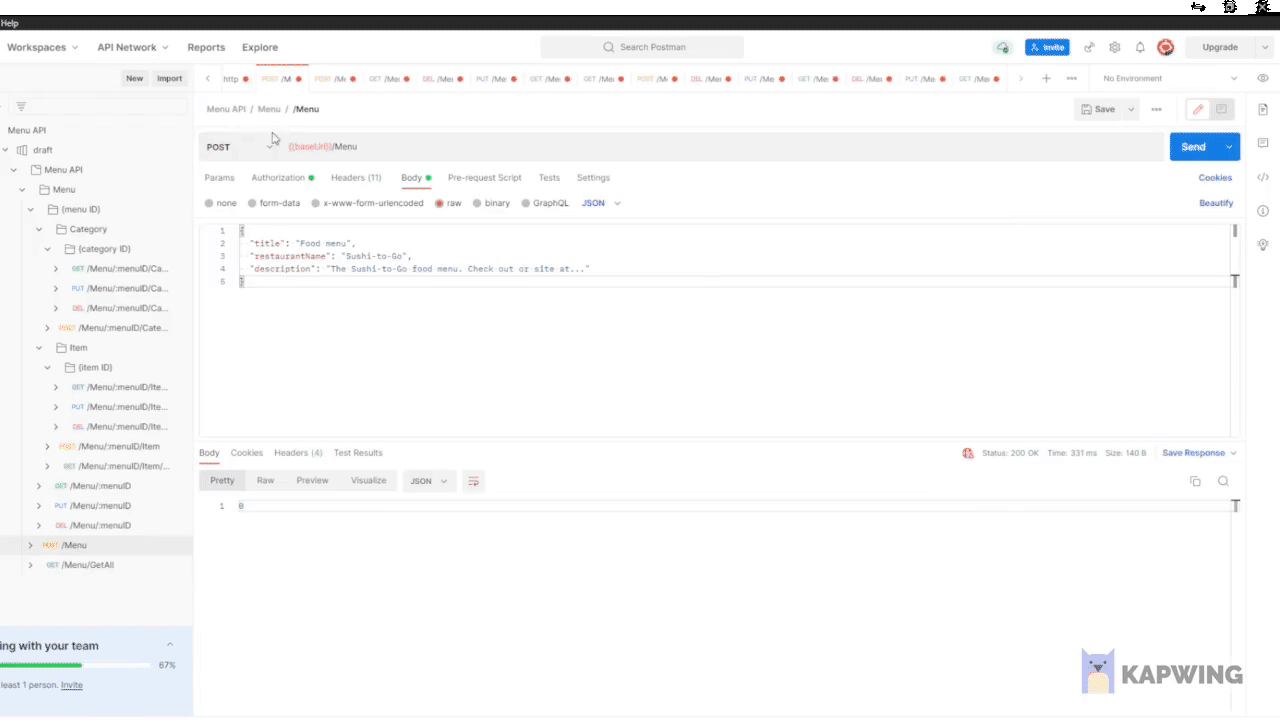 Help
Workspaces API Network Reports Explore Search Postman Invite Upgrade
New Import http POST /M POST /Me GET /Me DEL /Me PUT /Me GET /Me GET /Me POST /M DEL /Me PUT /Me GET /Me DEL /Me PUT /Me GET /Me No Environment
Menu API / Menu / /Menu Save
Menu API
POST {{baseUrl}}/Menu Send
draft
Menu API
Params Authorization Headers (11) Body Pre-request Script Tests Settings Cookies
Menu
none form-data x-www-form-urlencoded raw binary GraphQL JSON Beautify
{menu ID}
Category
{category ID}
GET /Menu/:menuID/Ca...
PUT /Menu/:menuID/Ca...
DEL /Menu/:menuID/Ca...
POST /Menu/:menuID/Cate...
Item
{item ID}
GET /Menu/:menuID/Ite...
PUT /Menu/:menuID/Ite...
DEL /Menu/:menuID/Ite...
POST /Menu/:menuID/Item
GET /Menu/:menuID/Item/...
GET /Menu/:menuID
PUT /Menu/:menuID
DEL /Menu/:menuID
POST /Menu
GET /Menu/GetAll
1 {
2 "title": "Food menu",
3 "restaurantName": "Sushi-to-Go",
4 "description": "The Sushi-to-Go food menu. Check out or site at..."
5 }
Body Cookies Headers (4) Test Results Status: 200 OK Time: 331 ms Size: 140 B Save Response
Pretty Raw Preview Visualize JSON
1 0
ing with your team
67%
least 1 person. Invite
KAPWING